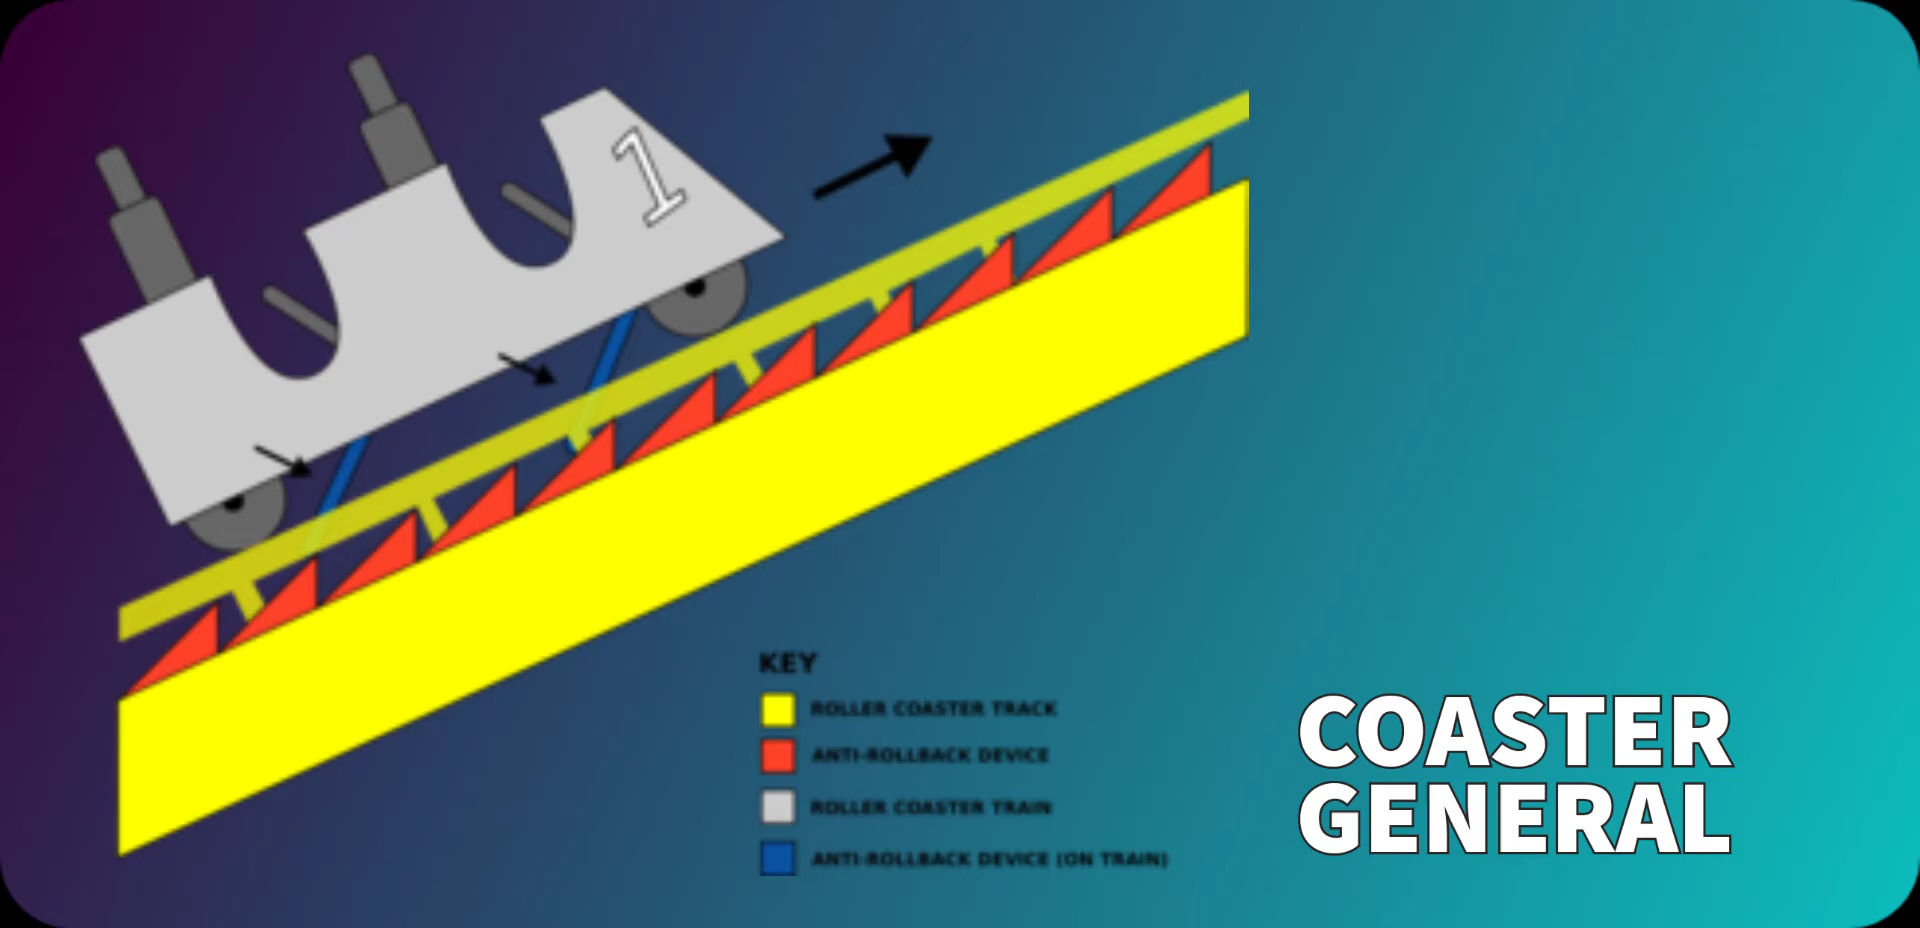 1
KEY
ROLLER COASTER TRACK
ANTI-ROLLBACK DEVICE
ROLLER COASTER TRAIN
ANTI-ROLLBACK DEVICE (ON TRAIN)
COASTER
GENERAL